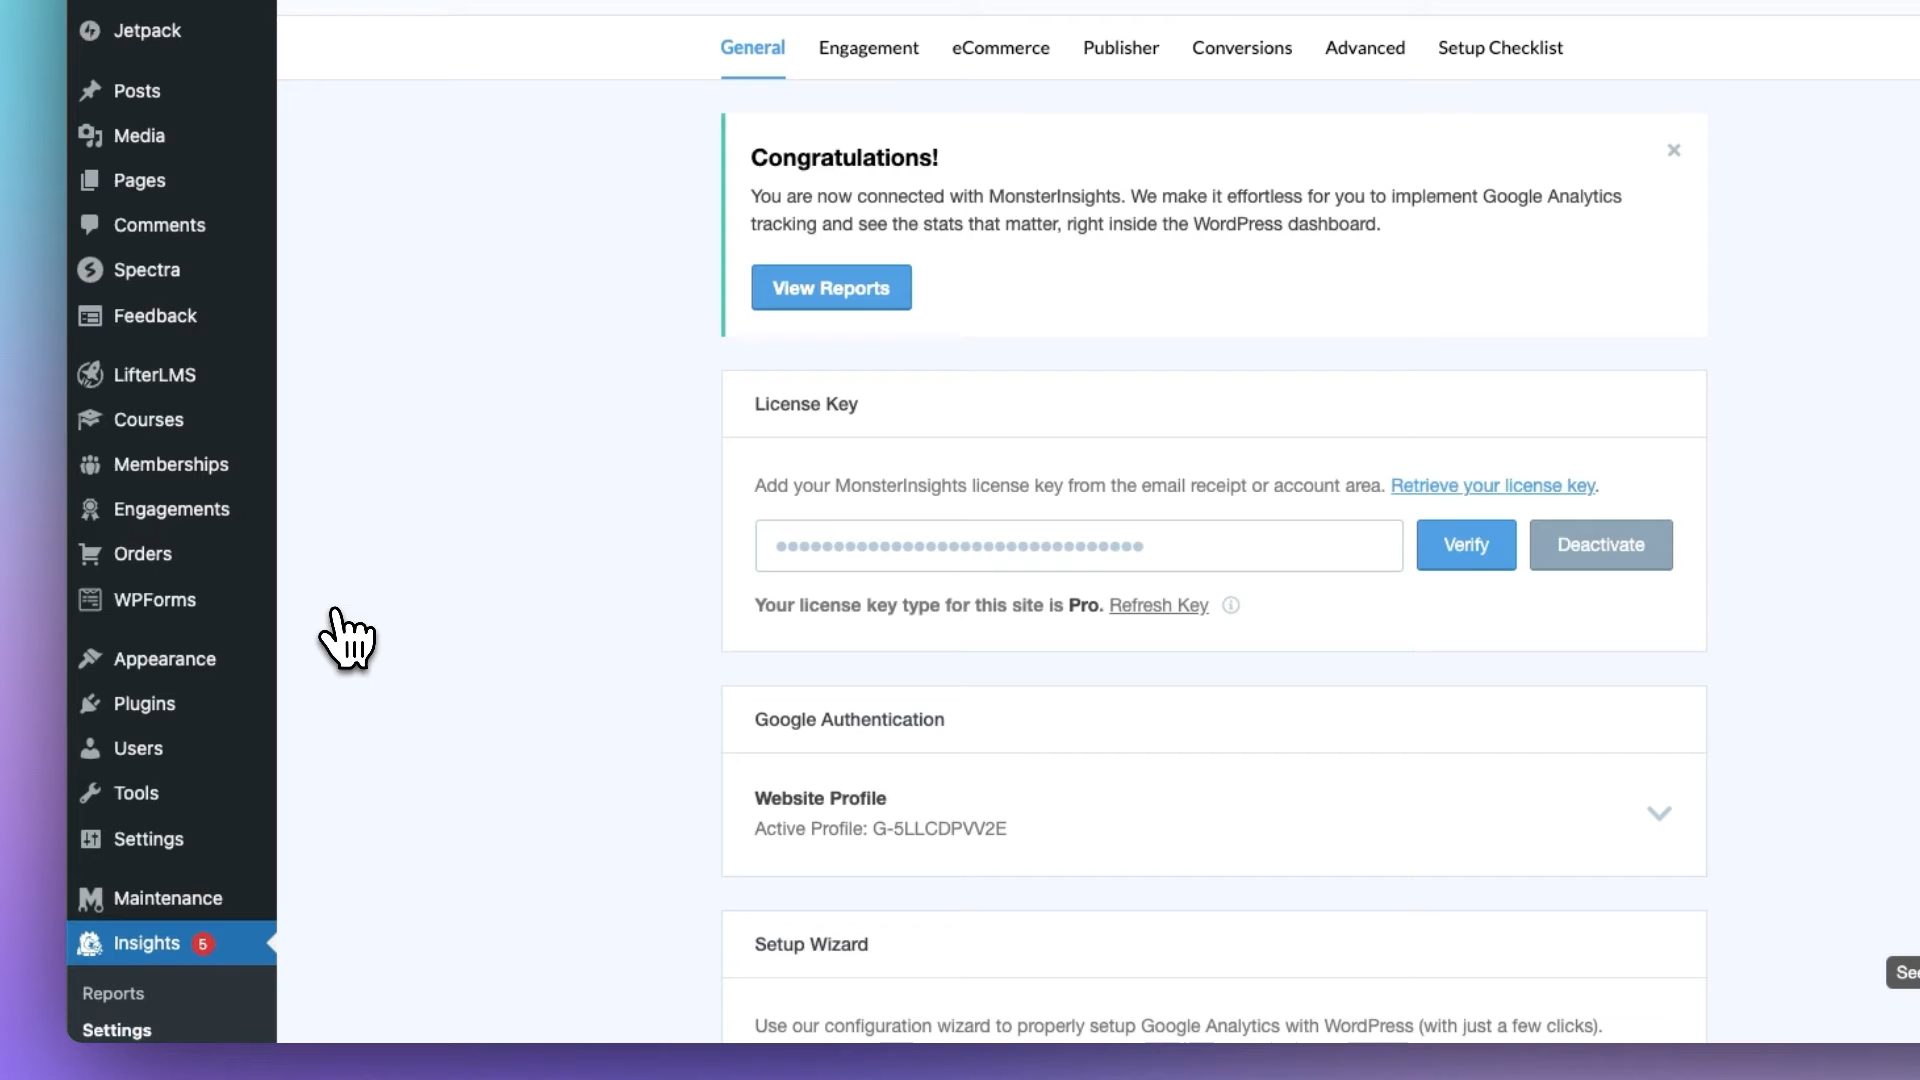 Jetpack
Posts
Media
Pages
Comments
Spectra
Feedback
LifterLMS
Courses
Memberships
Engagements
Orders
WPForms
Appearance
Plugins
Users
Tools
Settings
Maintenance
Insights 5
Reports
Settings
General Engagement eCommerce Publisher Conversions Advanced Setup Checklist
Congratulations!
You are now connected with MonsterInsights. We make it effortless for you to implement Google Analytics
tracking and see the stats that matter, right inside the WordPress dashboard.
View Reports
License Key
Add your MonsterInsights license key from the email receipt or account area. Retrieve your license key.
Verify Deactivate
Your license key type for this site is Pro. Refresh Key
Google Authentication
Website Profile
Active Profile: G-5LLCDPVV2E
Setup Wizard
Use our configuration wizard to properly setup Google Analytics with WordPress (with just a few clicks).